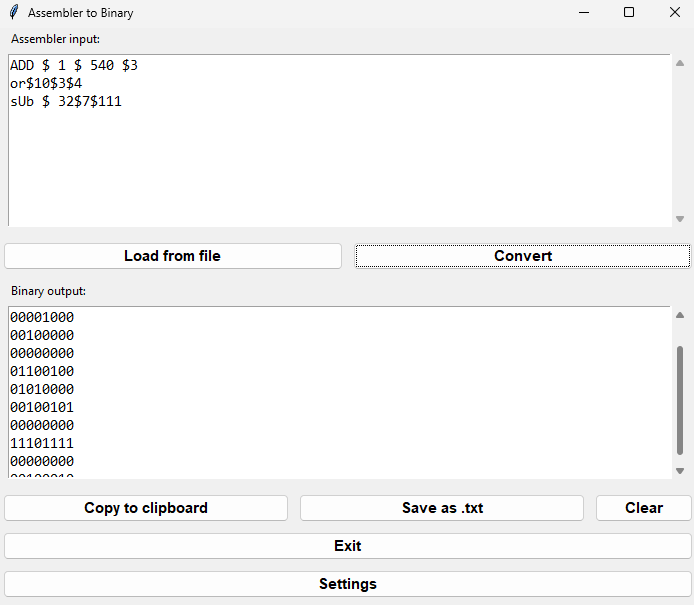 Assembler to Binary
Assembler input:
ADD $ 1 $ 540 $3
or$10$3$4
sUb $ 32$7$111
Load from file
Convert
Binary output:
00001000
00100000
00000000
01100100
01010000
00100101
00000000
11101111
00000000
00100010
Copy to clipboard
Save as .txt
Clear
Exit
Settings